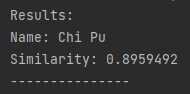 Results:
Name: Chi Pu
Similarity: 0.8959492
---------------